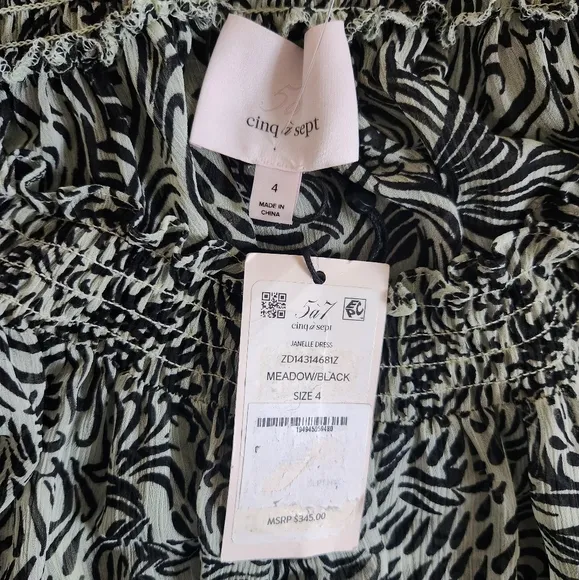 5à7
cinq à sept
4
MADE IN
CHINA
5à7
cinq à sept
JANELLE DRESS
ZD14314681Z
MEADOW/BLACK
SIZE 4
MSRP $345.00